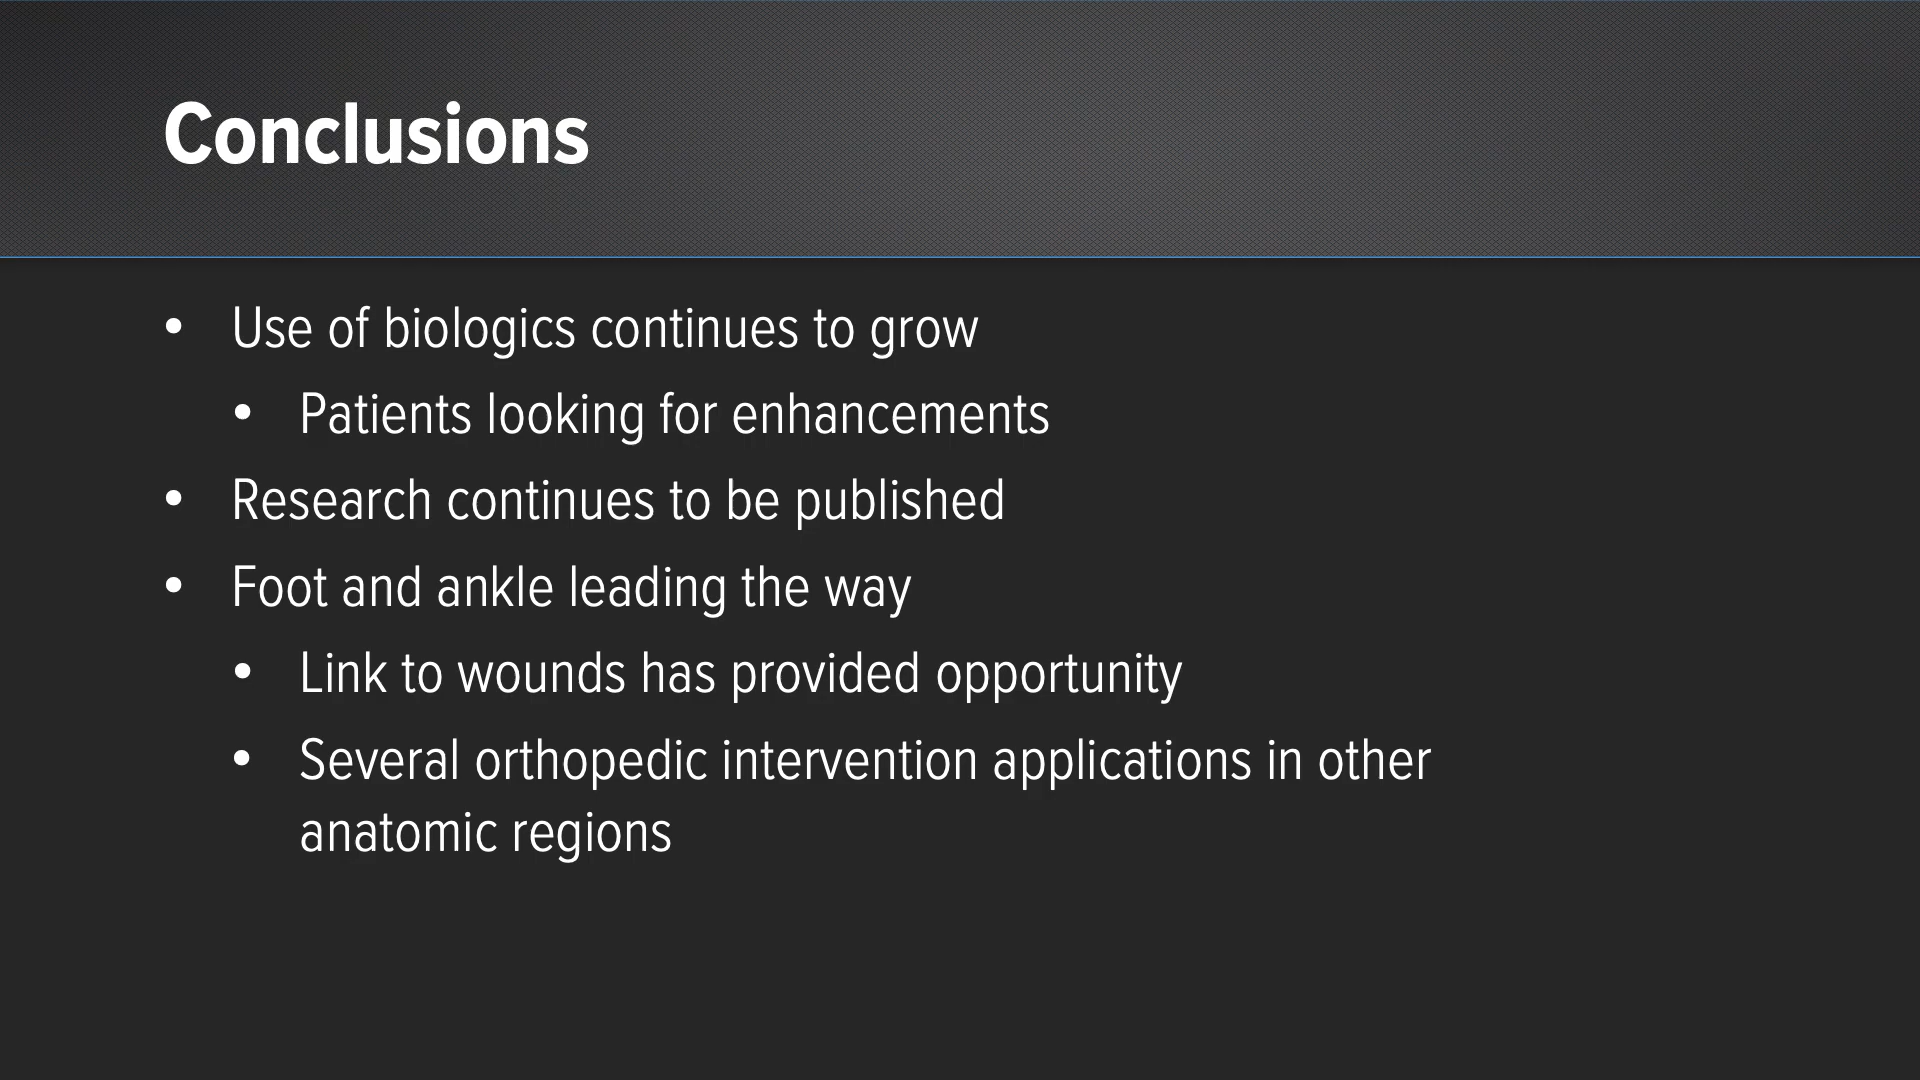 Conclusions
• Use of biologics continues to grow
• Patients looking for enhancements
• Research continues to be published
• Foot and ankle leading the way
• Link to wounds has provided opportunity
• Several orthopedic intervention applications in other
anatomic regions